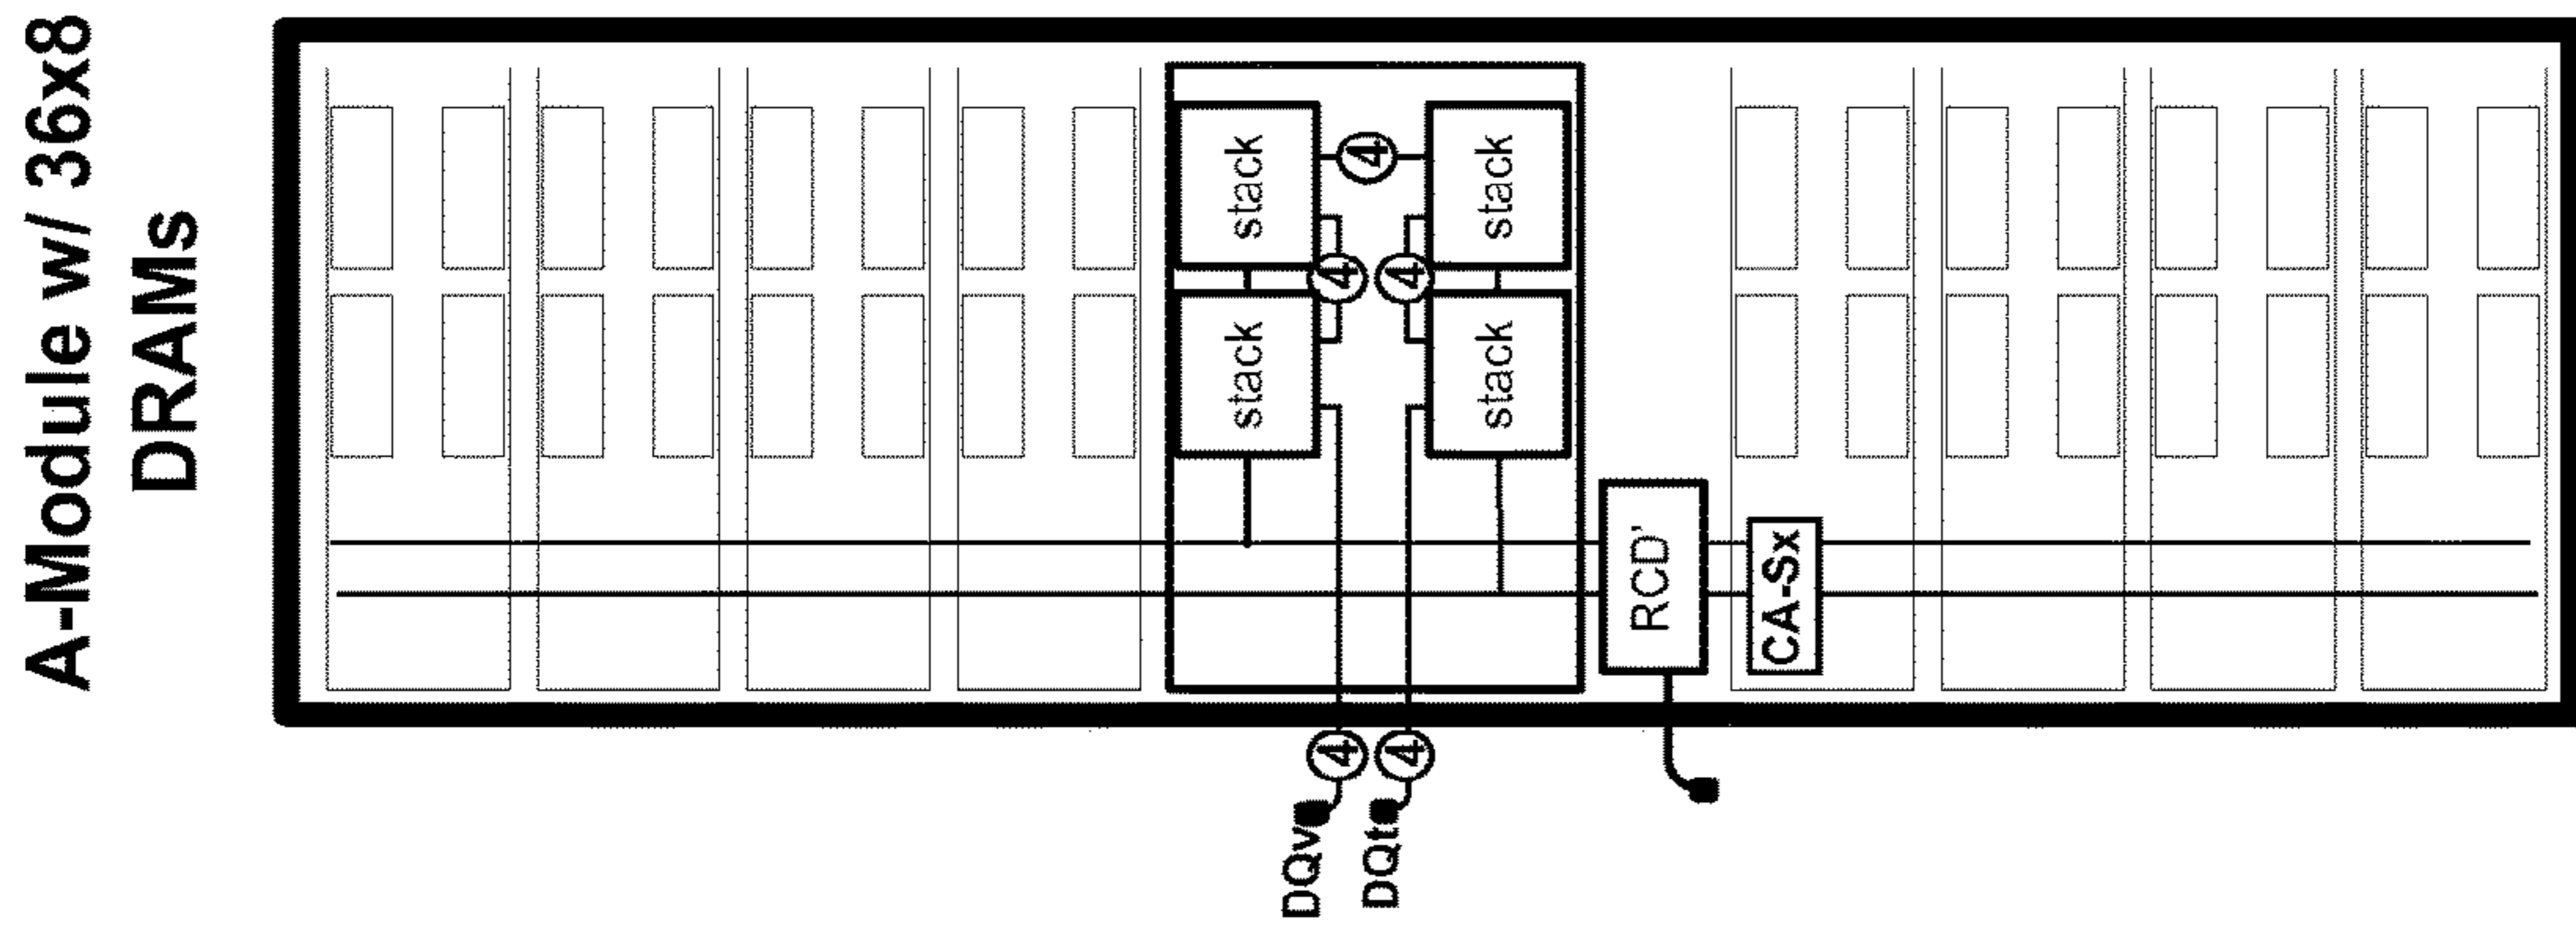 A-Module w/ 36x8
DRAMs
stack
4
stack
4
4
stack
stack
RCD'
CA-Sx
4
4
DQv
DQt